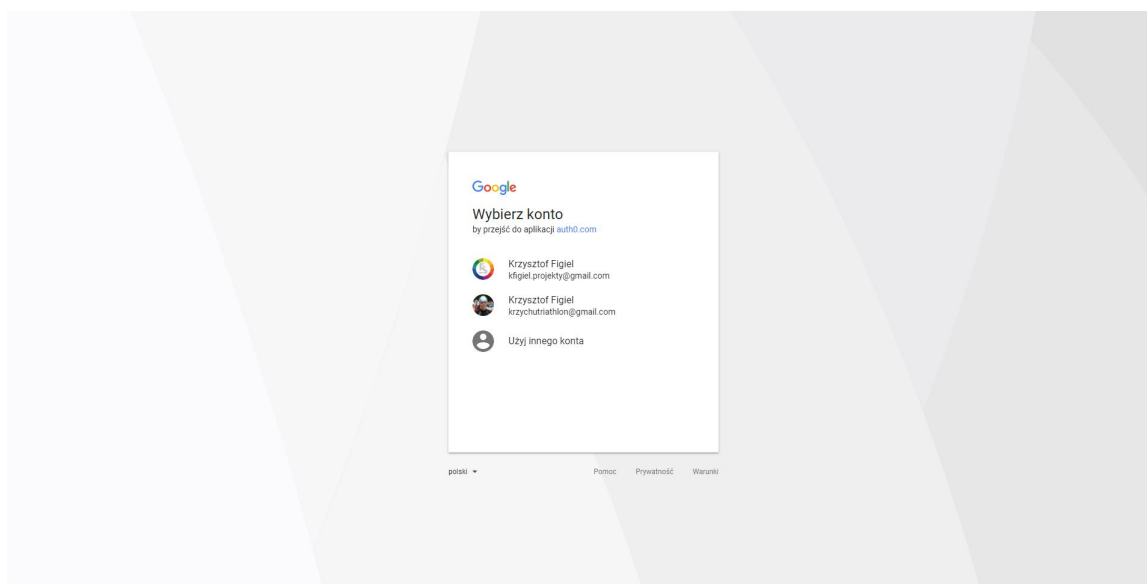 Google
Wybierz konto
by przejść do aplikacji auth0.com
Krzysztof Figiel
kfigiel.projekty@gmail.com
Krzysztof Figiel
krzychutriathlon@gmail.com
Użyj innego konta
polski Pomoc Prywatność Warunki